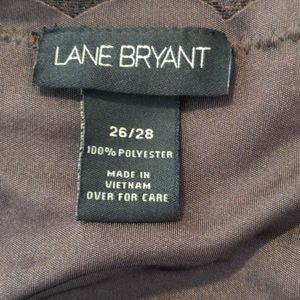 LANE BRYANT
26/28
100% POLYESTER
MADE IN
VIETNAM
OVER FOR CARE